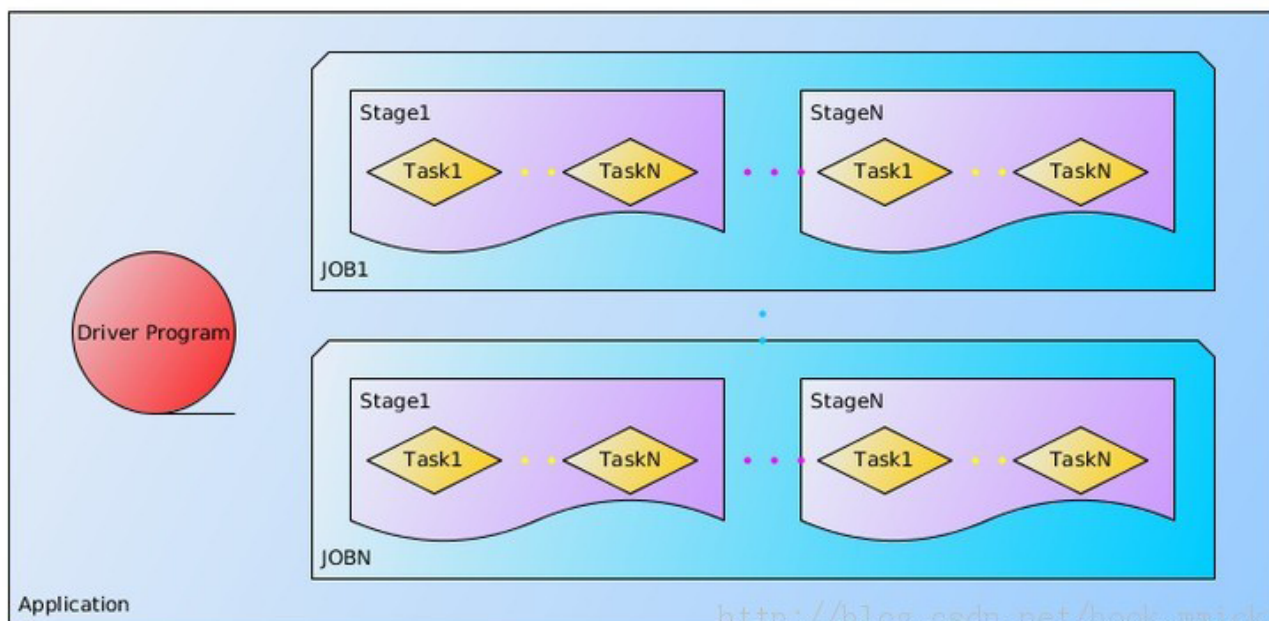 Stage1
Task1
TaskN
StageN
Task1
TaskN
JOB1
Driver Program
Stage1
Task1
TaskN
StageN
Task1
TaskN
JOBN
Application